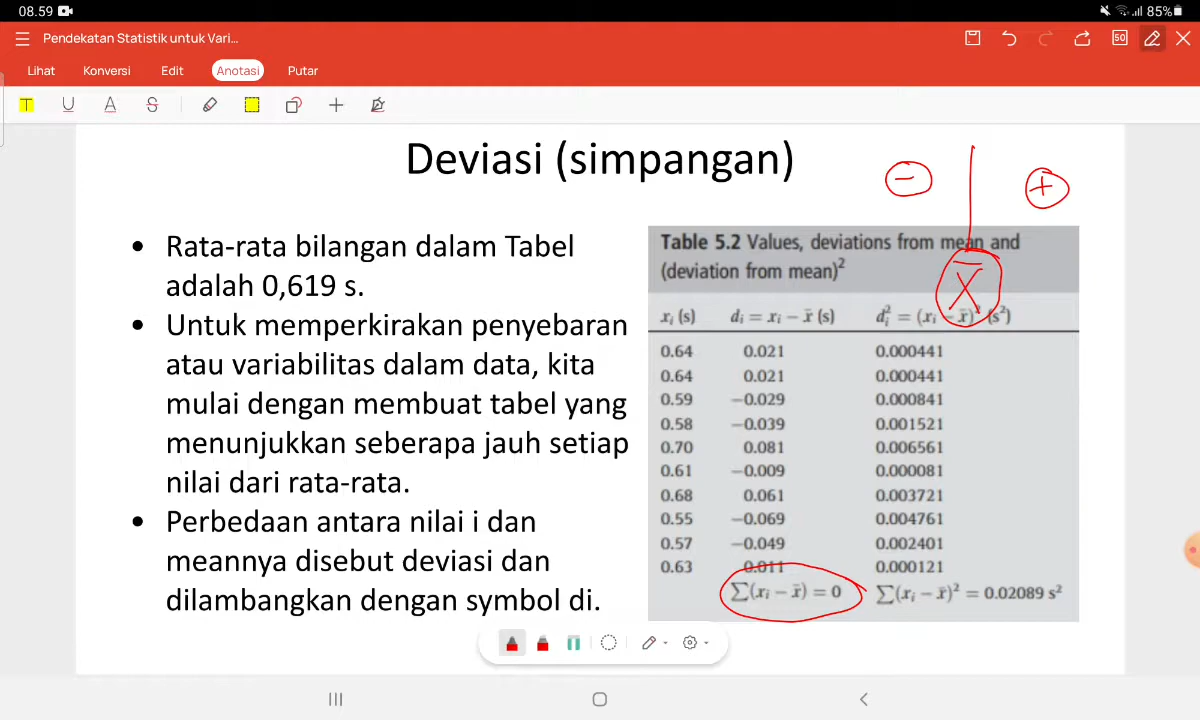 08.59
85%
Pendekatan Statistik untuk Vari...
50
Lihat Konversi Edit Anotasi Putar
T U A S
Deviasi (simpangan)
− +
x̄
• Rata-rata bilangan dalam Tabel
adalah 0,619 s.
• Untuk memperkirakan penyebaran
atau variabilitas dalam data, kita
mulai dengan membuat tabel yang
menunjukkan seberapa jauh setiap
nilai dari rata-rata.
• Perbedaan antara nilai i dan
meannya disebut deviasi dan
dilambangkan dengan symbol di.
Table 5.2 Values, deviations from mean and
(deviation from mean)²
xᵢ (s) dᵢ = xᵢ − x̄ (s) dᵢ² = (xᵢ − x̄)² (s²)
0.64 0.021 0.000441
0.64 0.021 0.000441
0.59 −0.029 0.000841
0.58 −0.039 0.001521
0.70 0.081 0.006561
0.61 −0.009 0.000081
0.68 0.061 0.003721
0.55 −0.069 0.004761
0.57 −0.049 0.002401
0.63 0.011 0.000121
∑(xᵢ − x̄) = 0 ∑(xᵢ − x̄)² = 0.02089 s²